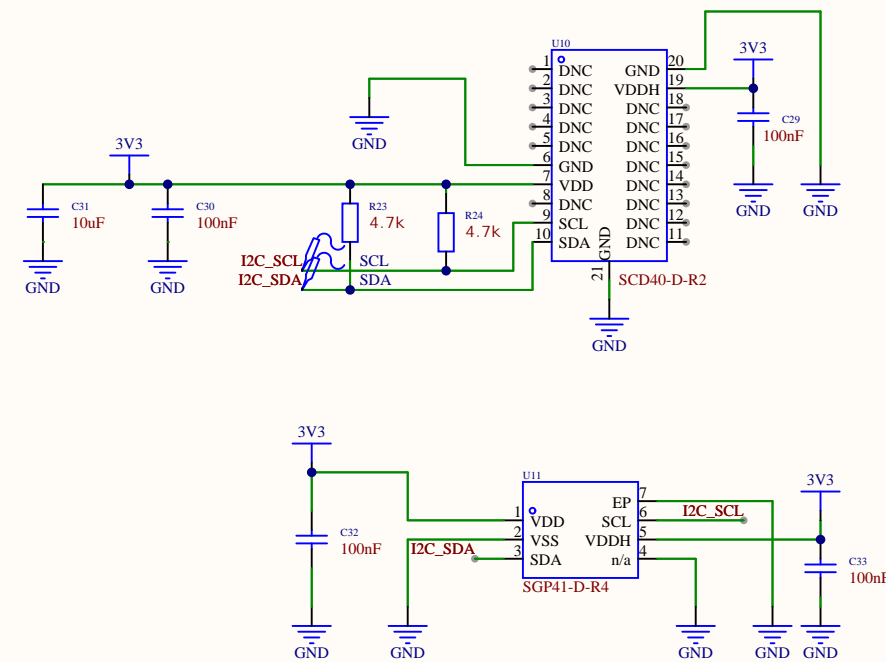 U10
3V3
1 DNC GND 20
2 DNC VDDH 19
3 DNC DNC 18
4 DNC DNC 17
5 DNC DNC 16
6 GND DNC 15
7 VDD DNC 14
8 DNC DNC 13
9 SCL DNC 12
10 SDA DNC 11
GND
21
SCD40-D-R2
GND
C29
100nF
GND
GND
GND
3V3
C31
10uF
GND
C30
100nF
GND
R23
4.7k
R24
4.7k
I2C_SCL SCL
I2C_SDA SDA
3V3
C32
100nF
GND
GND
U11
1 VDD EP 7
2 VSS SCL 6
3 SDA VDDH 5
n/a 4
I2C_SDA
I2C_SCL
SGP41-D-R4
3V3
C33
100nF
GND
GND
GND